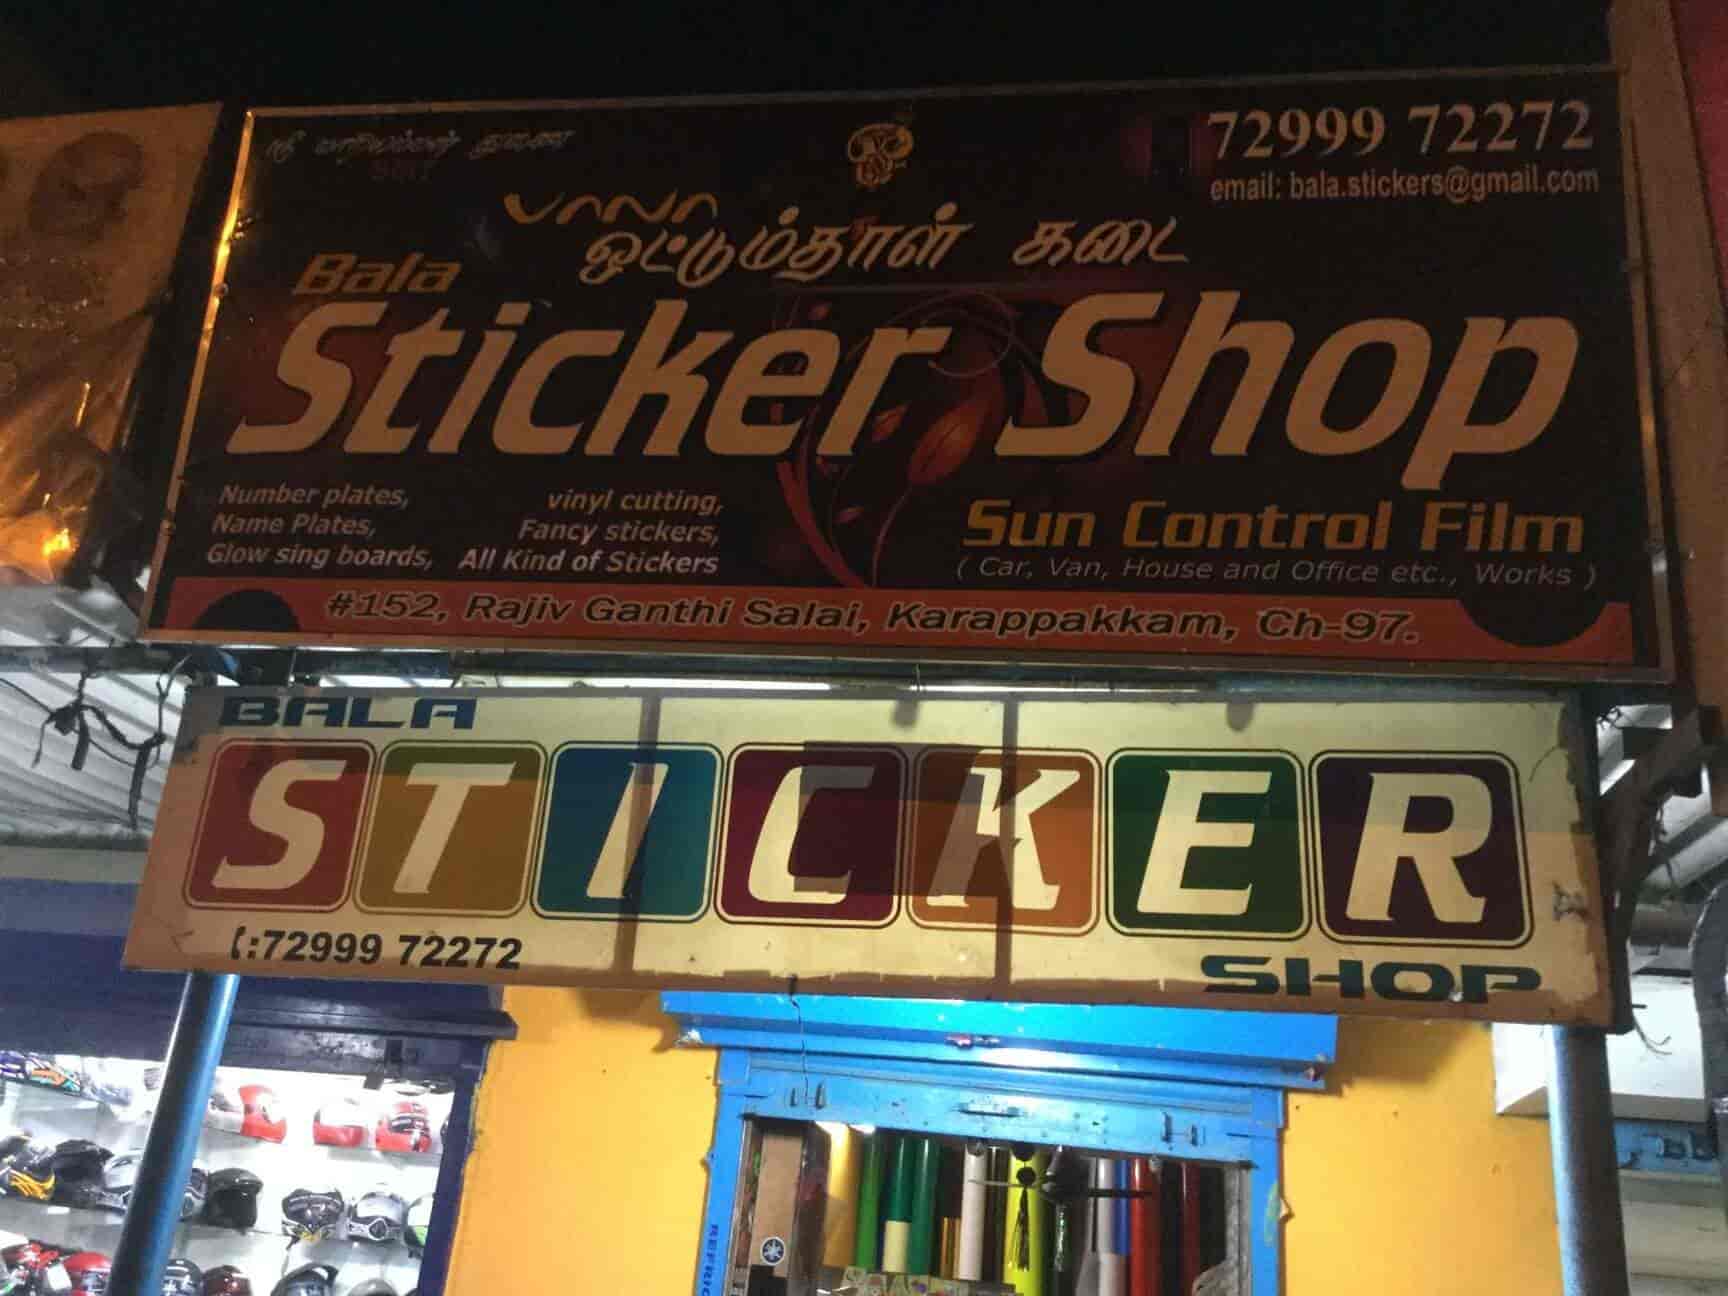 ஸ்ரீ மாரியம்மன் துணை
72999 72272
email: bala.stickers@gmail.com
பாலா
ஒட்டும்தாள் கடை
Bala
Sticker Shop
Number plates,
Name Plates,
Glow sing boards,
vinyl cutting,
Fancy stickers,
All Kind of Stickers
Sun Control Film
( Car, Van, House and Office etc., Works )
#152, Rajiv Ganthi Salai, Karappakkam, Ch-97.
BALA
STICKER
:72999 72272
SHOP